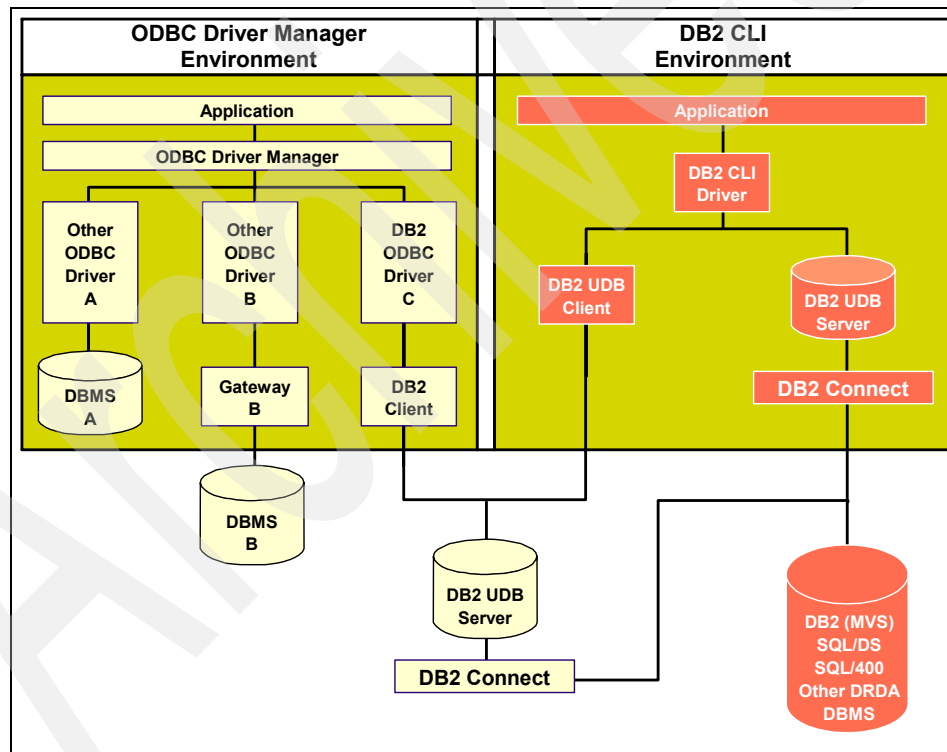 ODBC Driver Manager
Environment
DB2 CLI
Environment
Application
ODBC Driver Manager
Other
ODBC
Driver
A
Other
ODBC
Driver
B
DB2
ODBC
Driver
C
DBMS
A
Gateway
B
DB2
Client
DBMS
B
Application
DB2 CLI
Driver
DB2 UDB
Client
DB2 UDB
Server
DB2 Connect
DB2 UDB
Server
DB2 Connect
DB2 (MVS)
SQL/DS
SQL/400
Other DRDA
DBMS